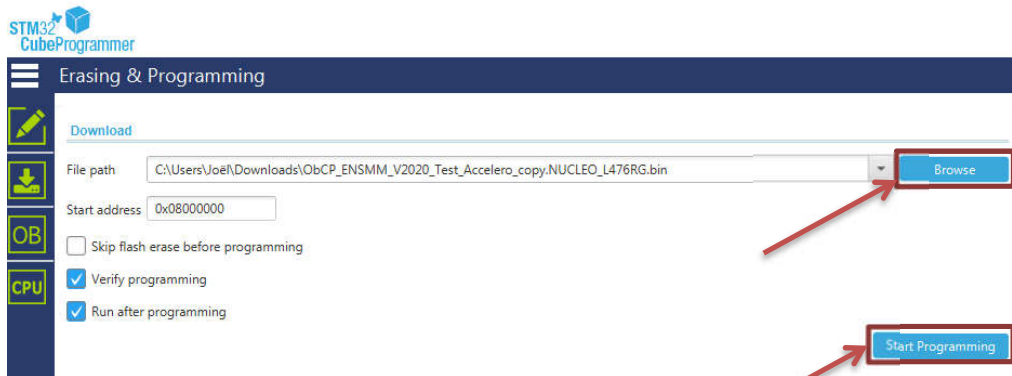 STM32
CubeProgrammer
Erasing & Programming
Download
File path C:\Users\Joël\Downloads\ObCP_ENSMM_V2020_Test_Accelero_copy.NUCLEO_L476RG.bin Browse
Start address 0x08000000
OB
Skip flash erase before programming
CPU
Verify programming
Run after programming
Start Programming